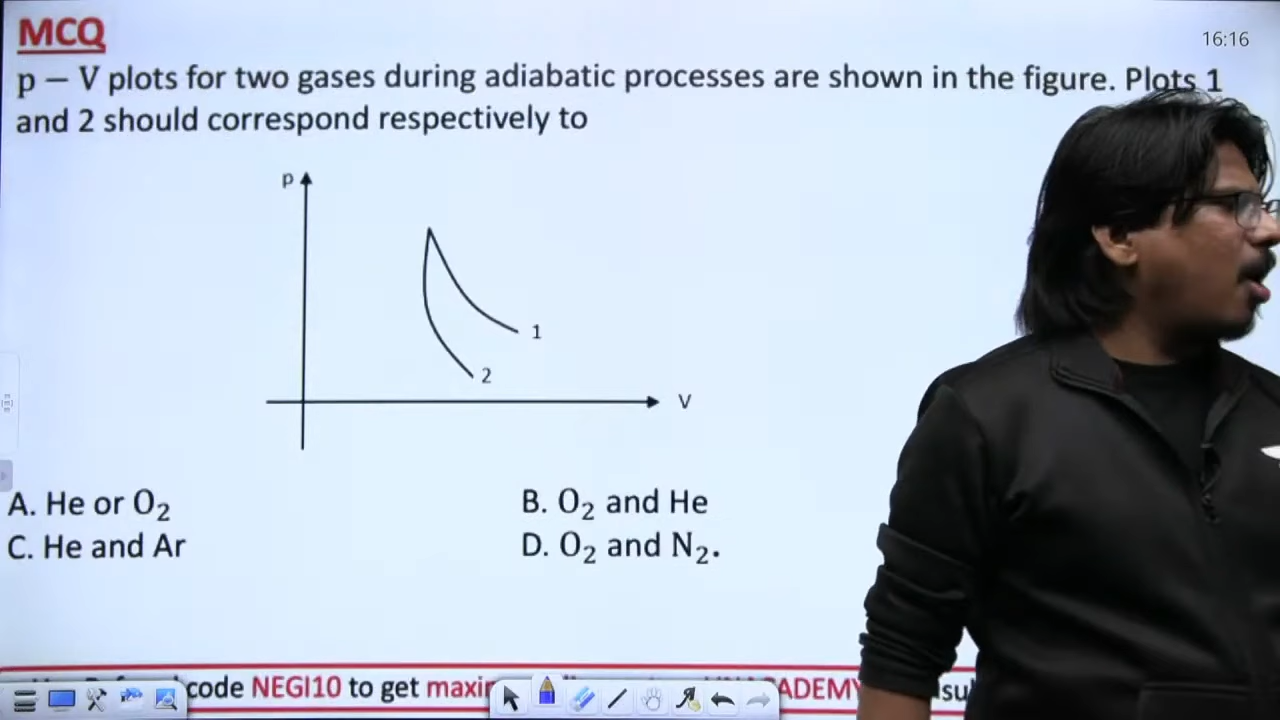 MCQ
16:16
p – V plots for two gases during adiabatic processes are shown in the figure. Plots 1
and 2 should correspond respectively to
p
1
2
V
A. He or O₂
B. O₂ and He
C. He and Ar
D. O₂ and N₂.
code NEGI10 to get